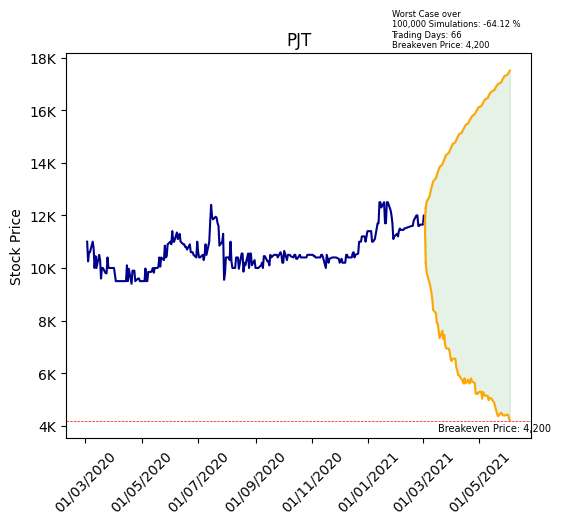 Worst Case over
100,000 Simulations: -64.12 %
Trading Days: 66
Breakeven Price: 4,200
PJT
Stock Price
18K
16K
14K
12K
10K
8K
6K
4K
Breakeven Price: 4,200
01/03/2020
01/05/2020
01/07/2020
01/09/2020
01/11/2020
01/01/2021
01/03/2021
01/05/2021